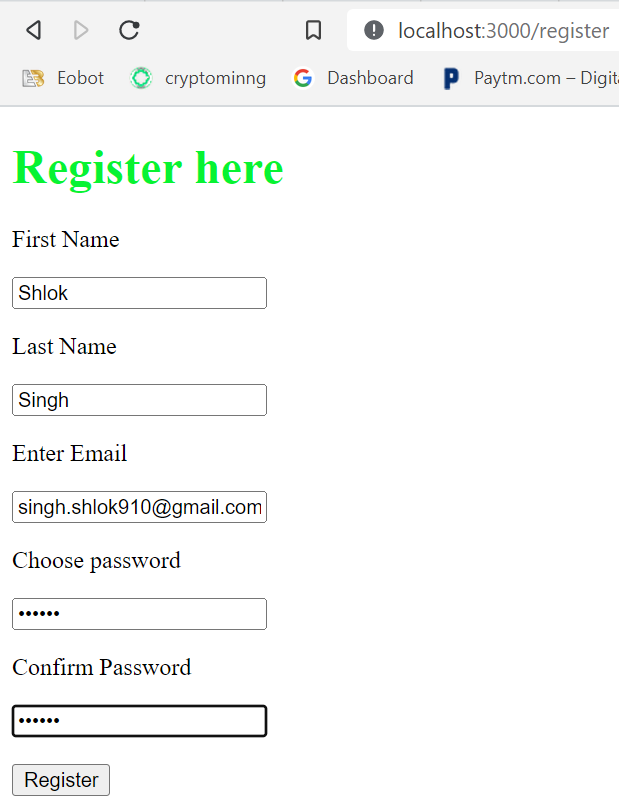 localhost:3000/register
Eobot cryptominng Dashboard Paytm.com – Digit
Register here
First Name
Shlok
Last Name
Singh
Enter Email
singh.shlok910@gmail.com
Choose password
••••••
Confirm Password
••••••
Register